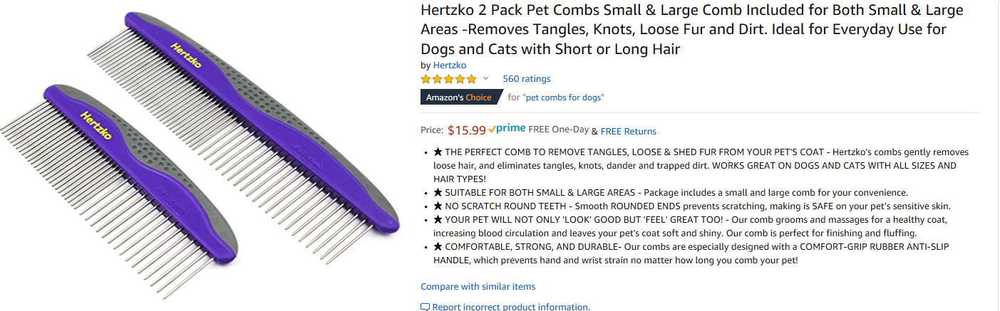 Hertzko 2 Pack Pet Combs Small & Large Comb Included for Both Small & Large
Areas -Removes Tangles, Knots, Loose Fur and Dirt. Ideal for Everyday Use for
Dogs and Cats with Short or Long Hair
by Hertzko
560 ratings
Amazon's Choice for "pet combs for dogs"
Price: $15.99 prime FREE One-Day & FREE Returns
★ THE PERFECT COMB TO REMOVE TANGLES, LOOSE & SHED FUR FROM YOUR PET'S COAT - Hertzko's combs gently removes
loose hair, and eliminates tangles, knots, dander and trapped dirt. WORKS GREAT ON DOGS AND CATS WITH ALL SIZES AND
HAIR TYPES!
★ SUITABLE FOR BOTH SMALL & LARGE AREAS - Package includes a small and large comb for your convenience.
★ NO SCRATCH ROUND TEETH - Smooth ROUNDED ENDS prevents scratching, making is SAFE on your pet's sensitive skin.
★ YOUR PET WILL NOT ONLY 'LOOK' GOOD BUT 'FEEL' GREAT TOO! - Our comb grooms and massages for a healthy coat,
increasing blood circulation and leaves your pet's coat soft and shiny. Our comb is perfect for finishing and fluffing.
★ COMFORTABLE, STRONG, AND DURABLE- Our combs are especially designed with a COMFORT-GRIP RUBBER ANTI-SLIP
HANDLE, which prevents hand and wrist strain no matter how long you comb your pet!
Compare with similar items
Report incorrect product information.
Hertzko
Pet comb
Hertzko
Pet comb